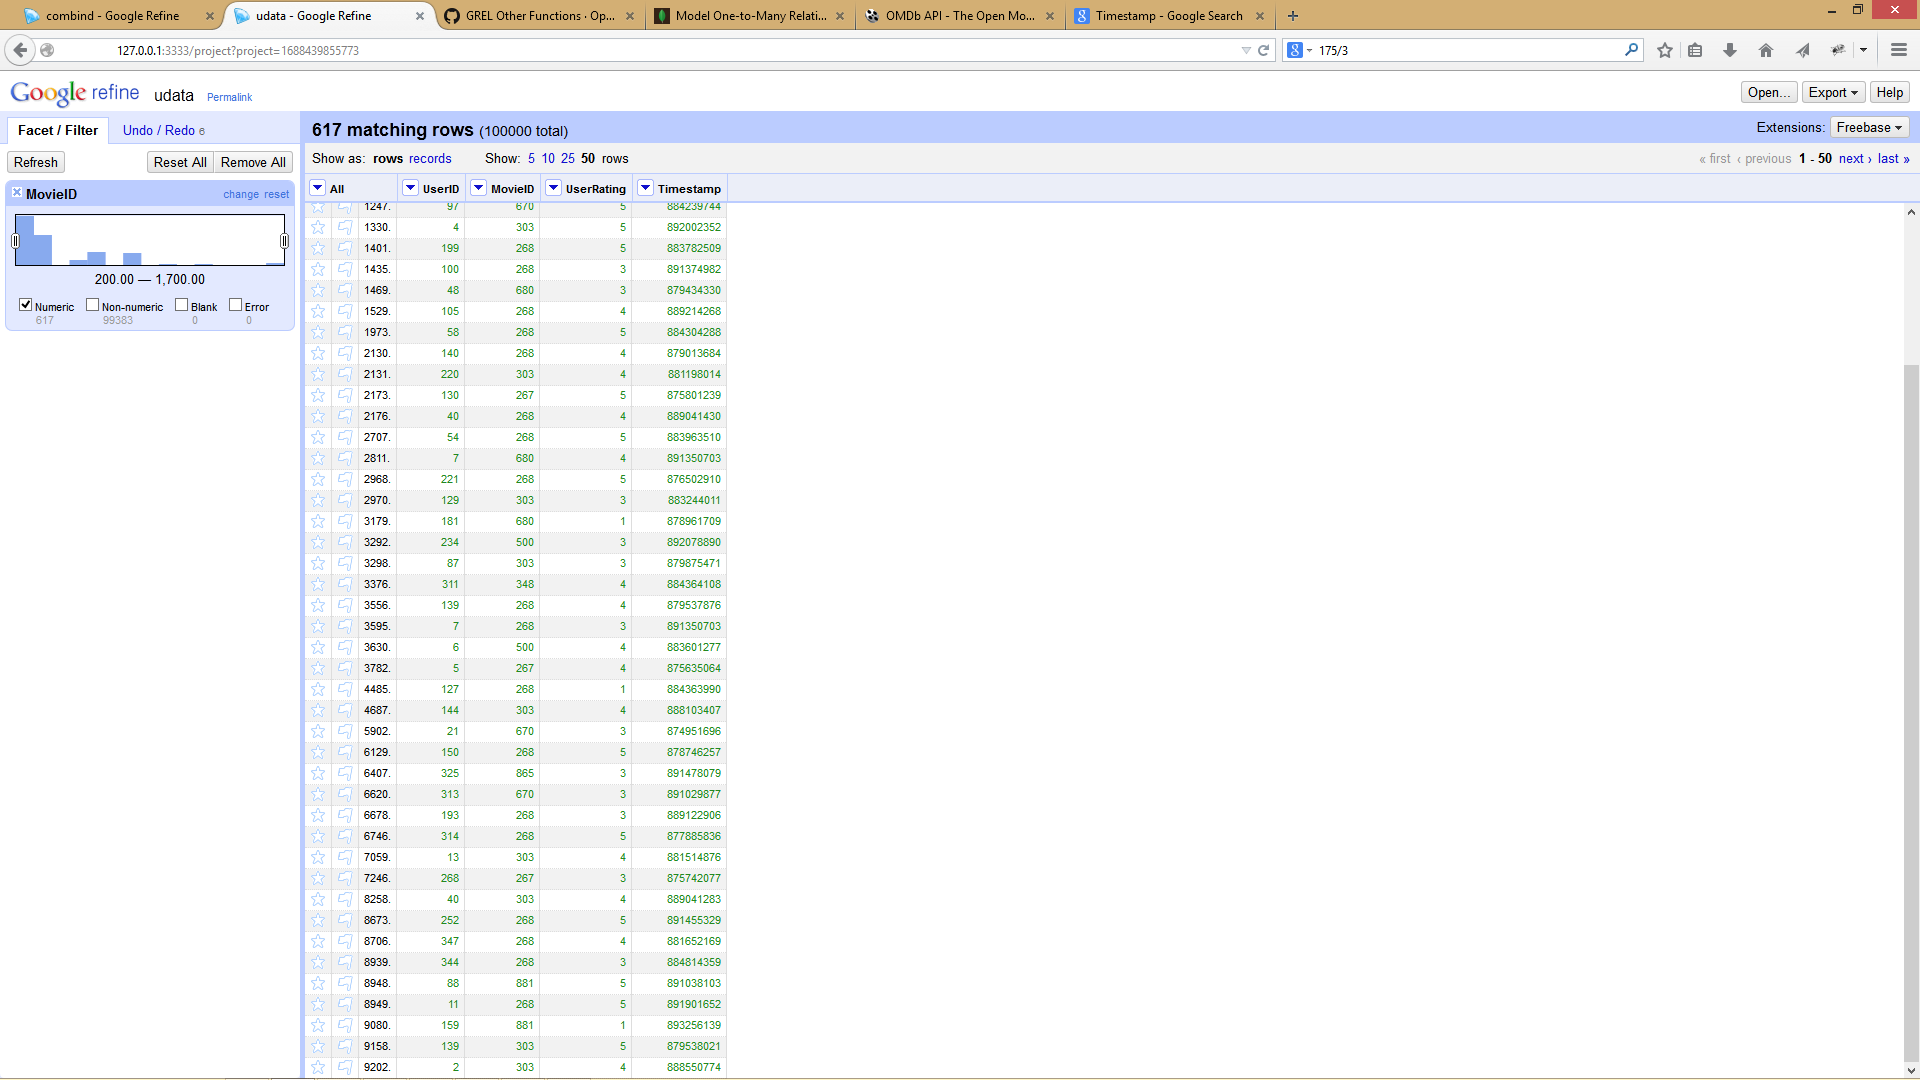 combind - Google Refine × udata - Google Refine × GREL Other Functions · Op... × Model One-to-Many Relati... × OMDb API - The Open Mo... × Timestamp - Google Search × +
127.0.0.1:3333/project?project=1688439855773 175/3
Google refine udata Permalink Open... Export Help
Facet / Filter Undo / Redo 6 617 matching rows (100000 total) Extensions: Freebase
Refresh Reset All Remove All Show as: rows records Show: 5 10 25 50 rows « first ‹ previous 1 - 50 next › last »
MovieID change reset
200.00 — 1,700.00
Numeric Non-numeric Blank Error
617 99383 0 0
All UserID MovieID UserRating Timestamp
1247. 97 670 5 884239744
1330. 4 303 5 892002352
1401. 199 268 5 883782509
1435. 100 268 3 891374982
1469. 48 680 3 879434330
1529. 105 268 4 889214268
1973. 58 268 5 884304288
2130. 140 268 4 879013684
2131. 220 303 4 881198014
2173. 130 267 5 875801239
2176. 40 268 4 889041430
2707. 54 268 5 883963510
2811. 7 680 4 891350703
2968. 221 268 5 876502910
2970. 129 303 3 883244011
3179. 181 680 1 878961709
3292. 234 500 3 892078890
3298. 87 303 3 879875471
3376. 311 348 4 884364108
3556. 139 268 4 879537876
3595. 7 268 3 891350703
3630. 6 500 4 883601277
3782. 5 267 4 875635064
4485. 127 268 1 884363990
4687. 144 303 4 888103407
5902. 21 670 3 874951696
6129. 150 268 5 878746257
6407. 325 865 3 891478079
6620. 313 670 3 891029877
6678. 193 268 3 889122906
6746. 314 268 5 877885836
7059. 13 303 4 881514876
7246. 268 267 3 875742077
8258. 40 303 4 889041283
8673. 252 268 5 891455329
8706. 347 268 4 881652169
8939. 344 268 3 884814359
8948. 88 881 5 891038103
8949. 11 268 5 891901652
9080. 159 881 1 893256139
9158. 139 303 5 879538021
9202. 2 303 4 888550774